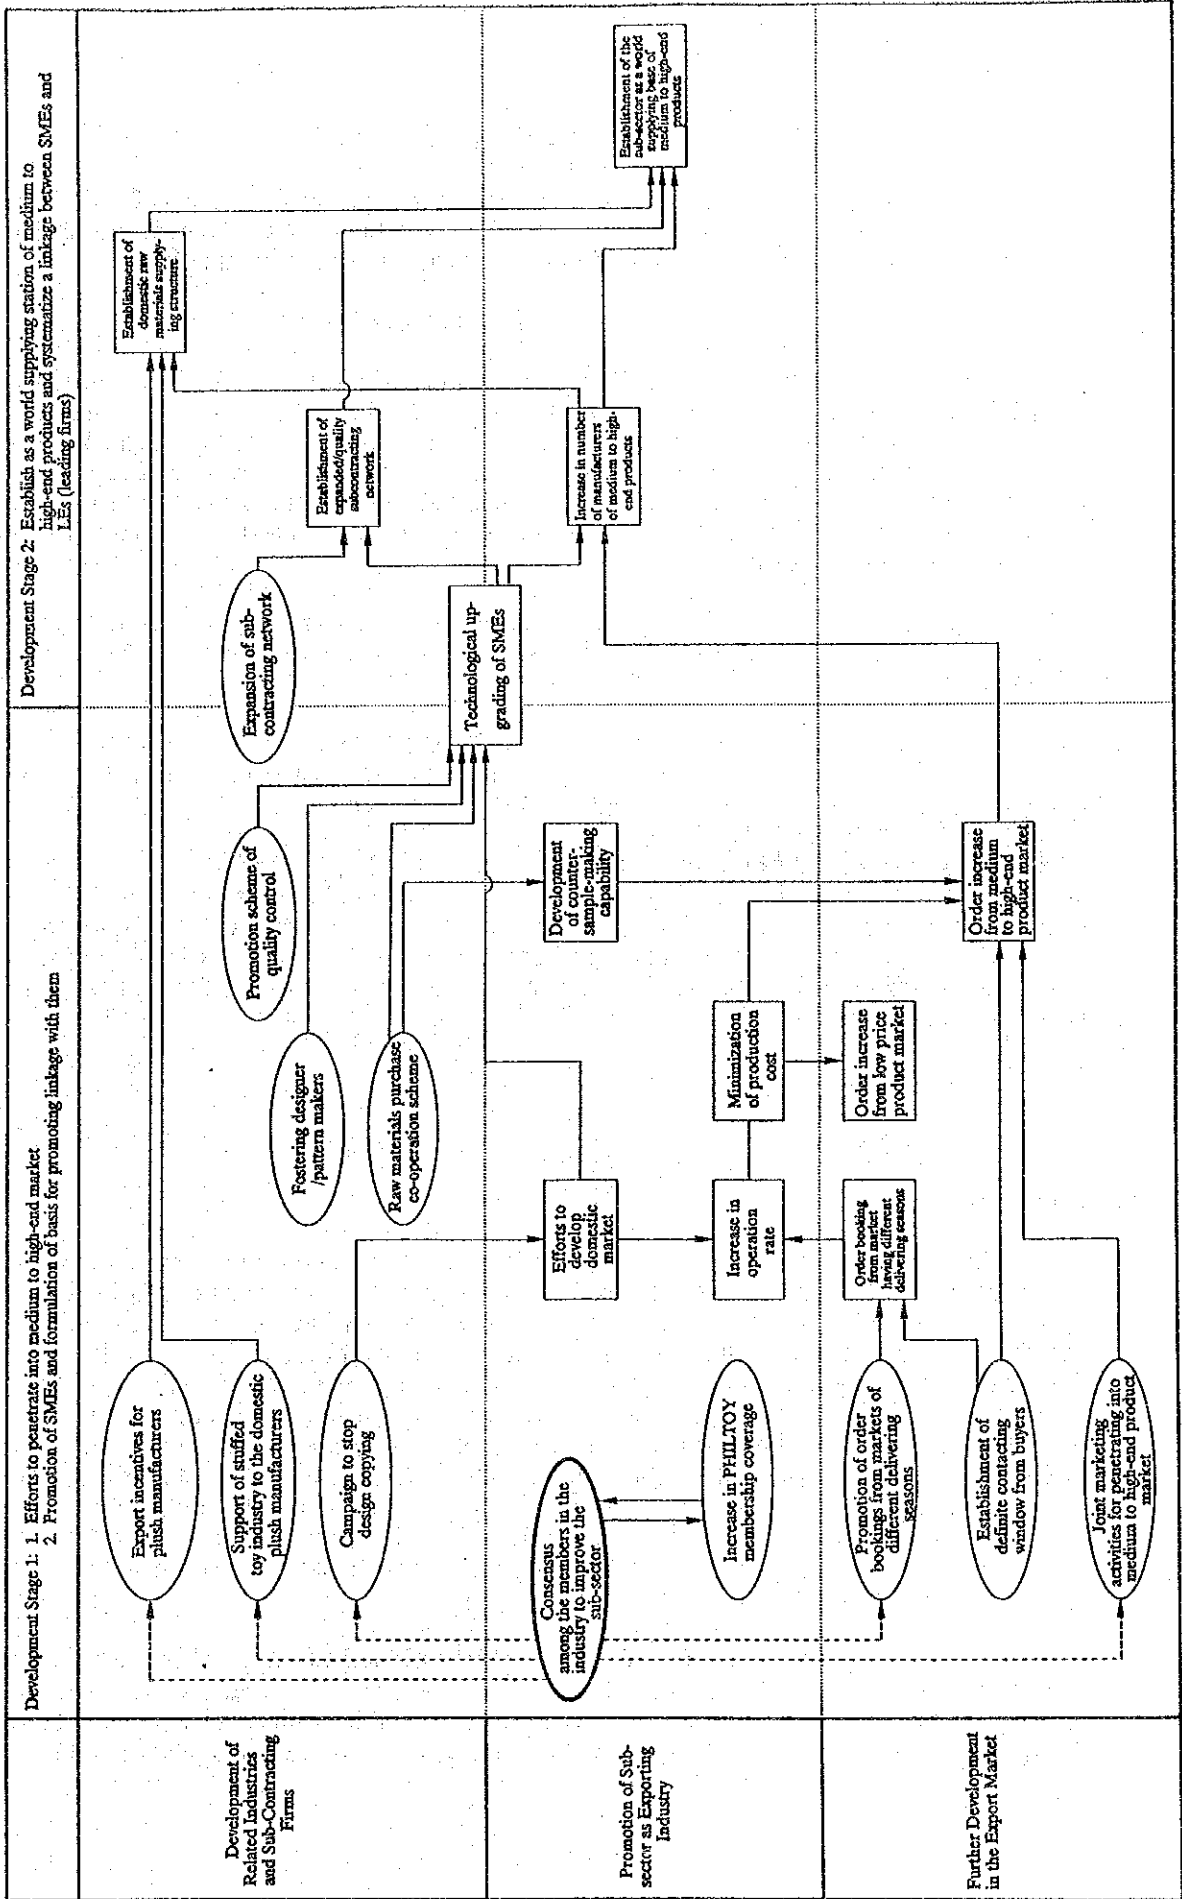 Development Stage 1: 1. Efforts to penetrate into medium to high-end market
2. Promotion of SMEs and formulation of basis for promoting linkage with them
Development Stage 2: Establish as a world supplying station of medium to
high-end products and systematize a linkage between SMEs and
LEs (leading firms)
Development of
Related Industries
and Sub-Contracting
Firms
Export incentives for
plush manufacturers
Support of stuffed
toy industry to the domestic
plush manufacturers
Campaign to stop
design copying
Fostering designer
/pattern makers
Raw materials purchase
co-operation scheme
Promotion scheme of
quality control
Expansion of sub-
contracting network
Technological up-
grading of SMEs
Establishment of
expanded/quality
subcontracting
network
Establishment of
domestic raw
materials supply-
ing structure
Promotion of Sub-
sector as Exporting
Industry
Consensus
among the members in the
industry to improve the
sub-sector
Increase in PHILTOY
membership coverage
Efforts to
develop
domestic
market
Increase in
operation
rate
Minimization
of production
cost
Development
of counter-
sample-making
capability
Increase in number
of manufacturers
of medium to high-
end products
Establishment of the
sub-sector as a world
supplying base of
medium to high-end
products
Further Development
in the Export Market
Promotion of order
bookings from markets of
different delivering
seasons
Establishment of
definite contacting
window from buyers
Joint marketing
activities for penetrating into
medium to high-end product
market
Order booking
from market
having different
delivering seasons
Order increase
from low price
product market
Order increase
from medium
to high-end
product market